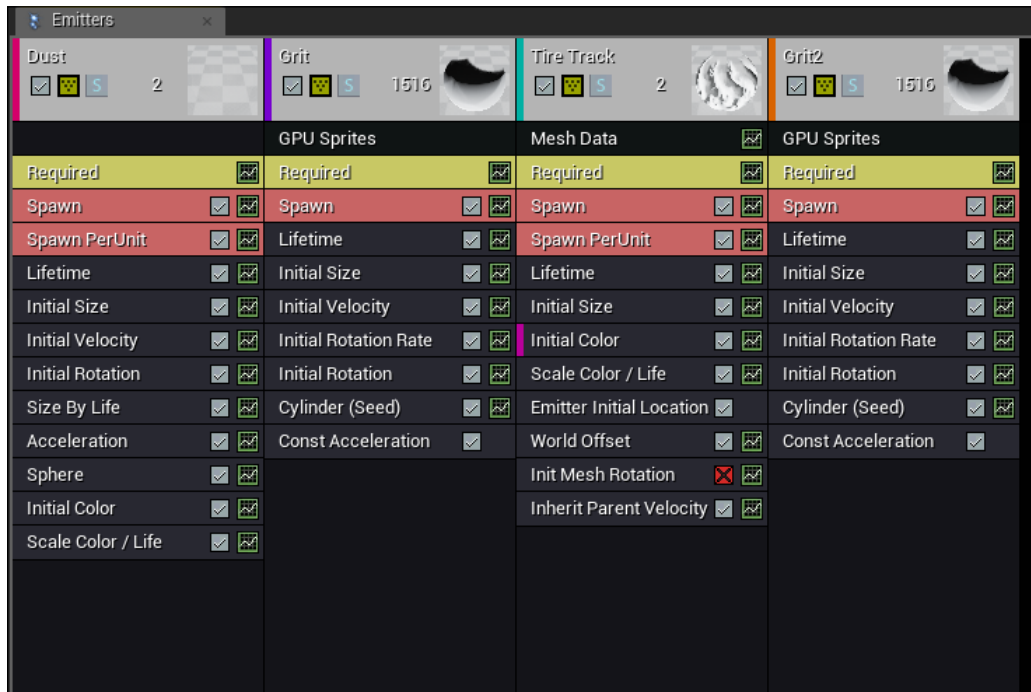 Emitters
Dust
S 2
Required
Spawn
Spawn PerUnit
Lifetime
Initial Size
Initial Velocity
Initial Rotation
Size By Life
Acceleration
Sphere
Initial Color
Scale Color / Life
Grit
S 1516
GPU Sprites
Required
Spawn
Lifetime
Initial Size
Initial Velocity
Initial Rotation Rate
Initial Rotation
Cylinder (Seed)
Const Acceleration
Tire Track
S 2
Mesh Data
Required
Spawn
Spawn PerUnit
Lifetime
Initial Size
Initial Color
Scale Color / Life
Emitter Initial Location
World Offset
Init Mesh Rotation
Inherit Parent Velocity
Grit2
S 1516
GPU Sprites
Required
Spawn
Lifetime
Initial Size
Initial Velocity
Initial Rotation Rate
Initial Rotation
Cylinder (Seed)
Const Acceleration